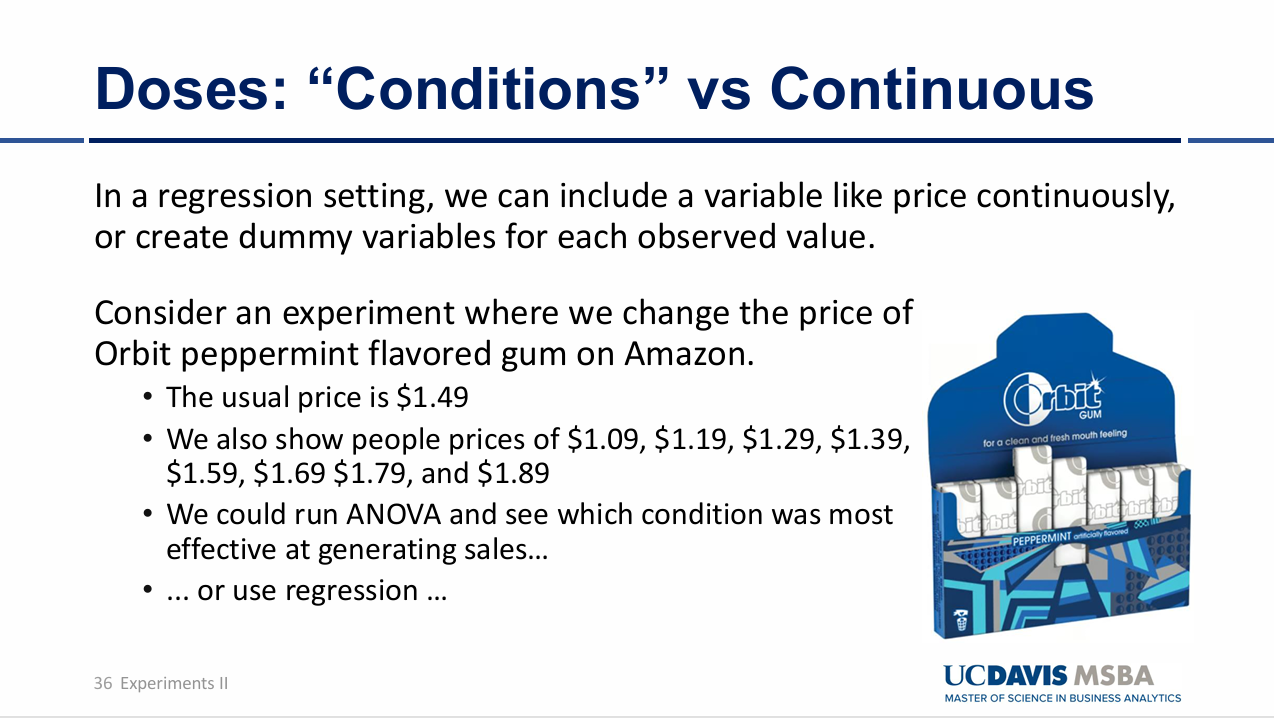 Doses: “Conditions” vs Continuous
In a regression setting, we can include a variable like price continuously,
or create dummy variables for each observed value.
Consider an experiment where we change the price of
Orbit peppermint flavored gum on Amazon.
• The usual price is $1.49
• We also show people prices of $1.09, $1.19, $1.29, $1.39,
$1.59, $1.69 $1.79, and $1.89
• We could run ANOVA and see which condition was most
effective at generating sales…
• ... or use regression …
Orbit
GUM
for a clean and fresh mouth feeling
PEPPERMINT artificially flavored
36 Experiments II
UCDAVIS MSBA
MASTER OF SCIENCE IN BUSINESS ANALYTICS